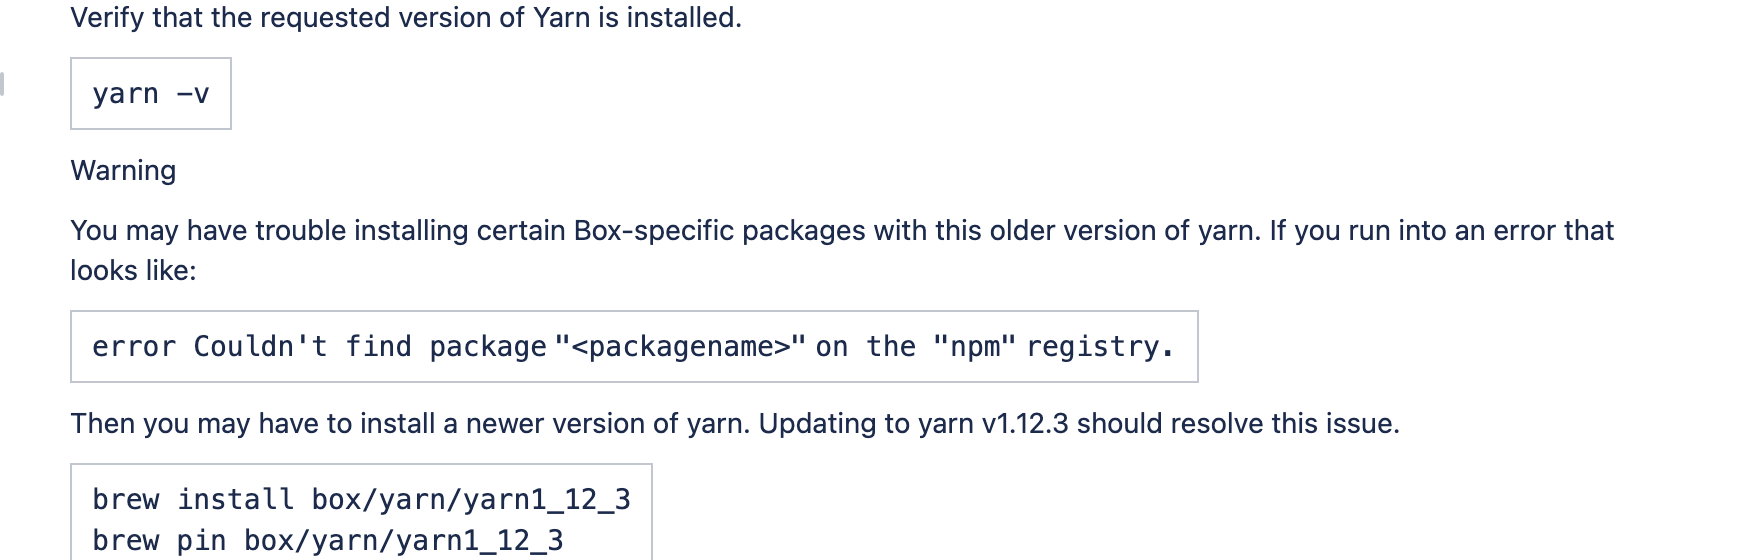 Verify that the requested version of Yarn is installed.
yarn -v
Warning
You may have trouble installing certain Box-specific packages with this older version of yarn. If you run into an error that
looks like:
error Couldn't find package "<packagename>" on the "npm" registry.
Then you may have to install a newer version of yarn. Updating to yarn v1.12.3 should resolve this issue.
brew install box/yarn/yarn1_12_3
brew pin box/yarn/yarn1_12_3